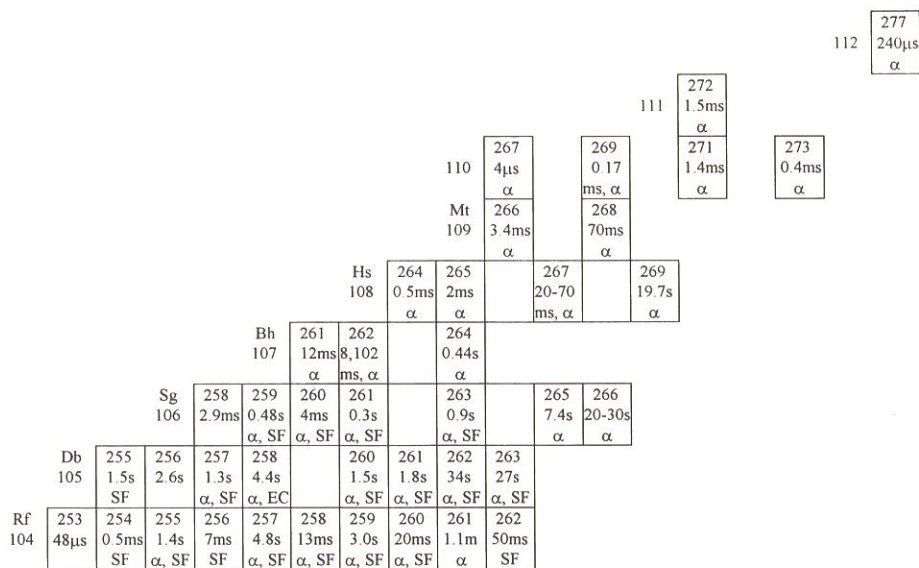 277
112 240μs
α
272
111 1.5ms
α
267 269 271 273
110 4μs 0.17 1.4ms 0.4ms
α ms, α α α
Mt 266 268
109 3.4ms 70ms
α α
Hs 264 265 267 269
108 0.5ms 2ms 20-70 19.7s
α α ms, α α
Bh 261 262 264
107 12ms 8,102 0.44s
α ms, α α
Sg 258 259 260 261 263 265 266
106 2.9ms 0.48s 4ms 0.3s 0.9s 7.4s 20-30s
α, SF α, SF α, SF α, SF α α
Db 255 256 257 258 260 261 262 263
105 1.5s 2.6s 1.3s 4.4s 1.5s 1.8s 34s 27s
SF α, SF α, EC α, SF α, SF α, SF α, SF
Rf 253 254 255 256 257 258 259 260 261 262
104 48μs 0.5ms 1.4s 7ms 4.8s 13ms 3.0s 20ms 1.1m 50ms
SF α, SF SF α, SF α, SF α, SF α, SF α SF